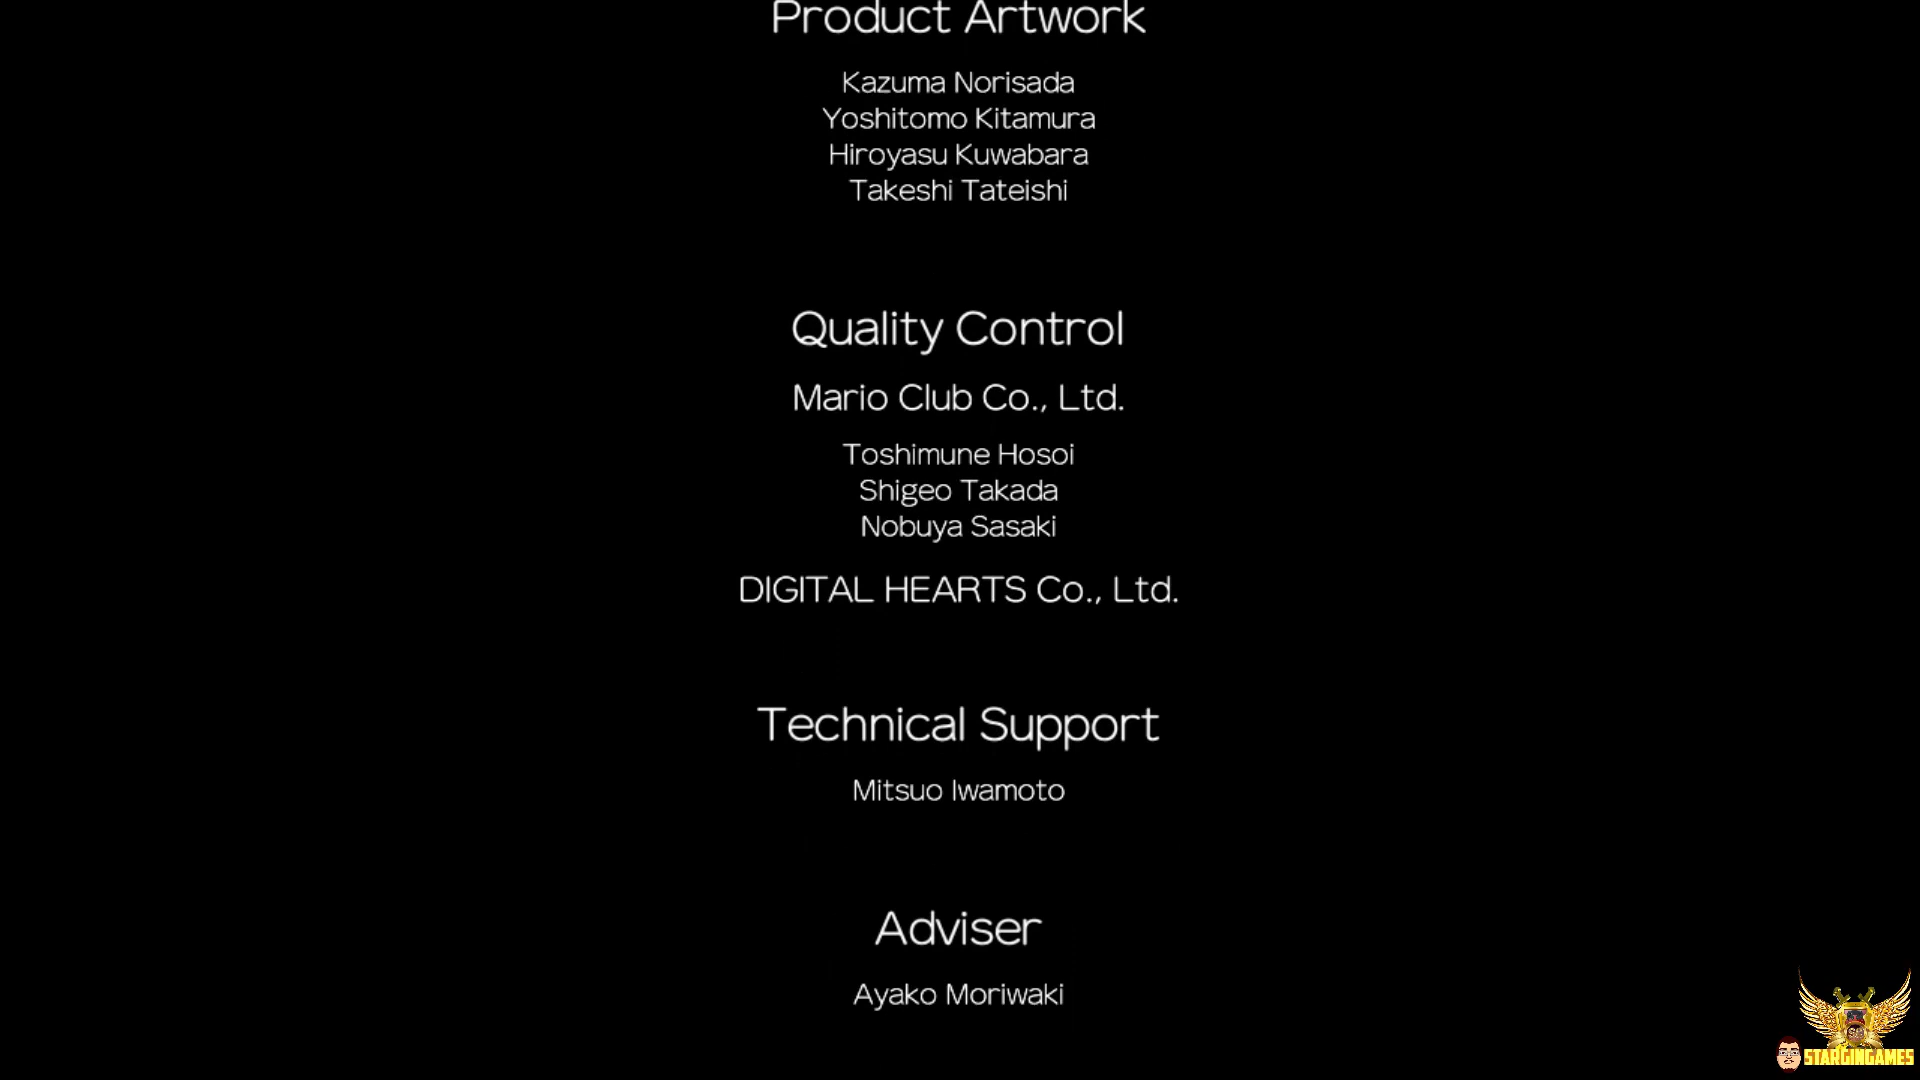 Product Artwork
Kazuma Norisada
Yoshitomo Kitamura
Hiroyasu Kuwabara
Takeshi Tateishi
Quality Control
Mario Club Co., Ltd.
Toshimune Hosoi
Shigeo Takada
Nobuya Sasaki
DIGITAL HEARTS Co., Ltd.
Technical Support
Mitsuo Iwamoto
Adviser
Ayako Moriwaki
STARGINGAMES